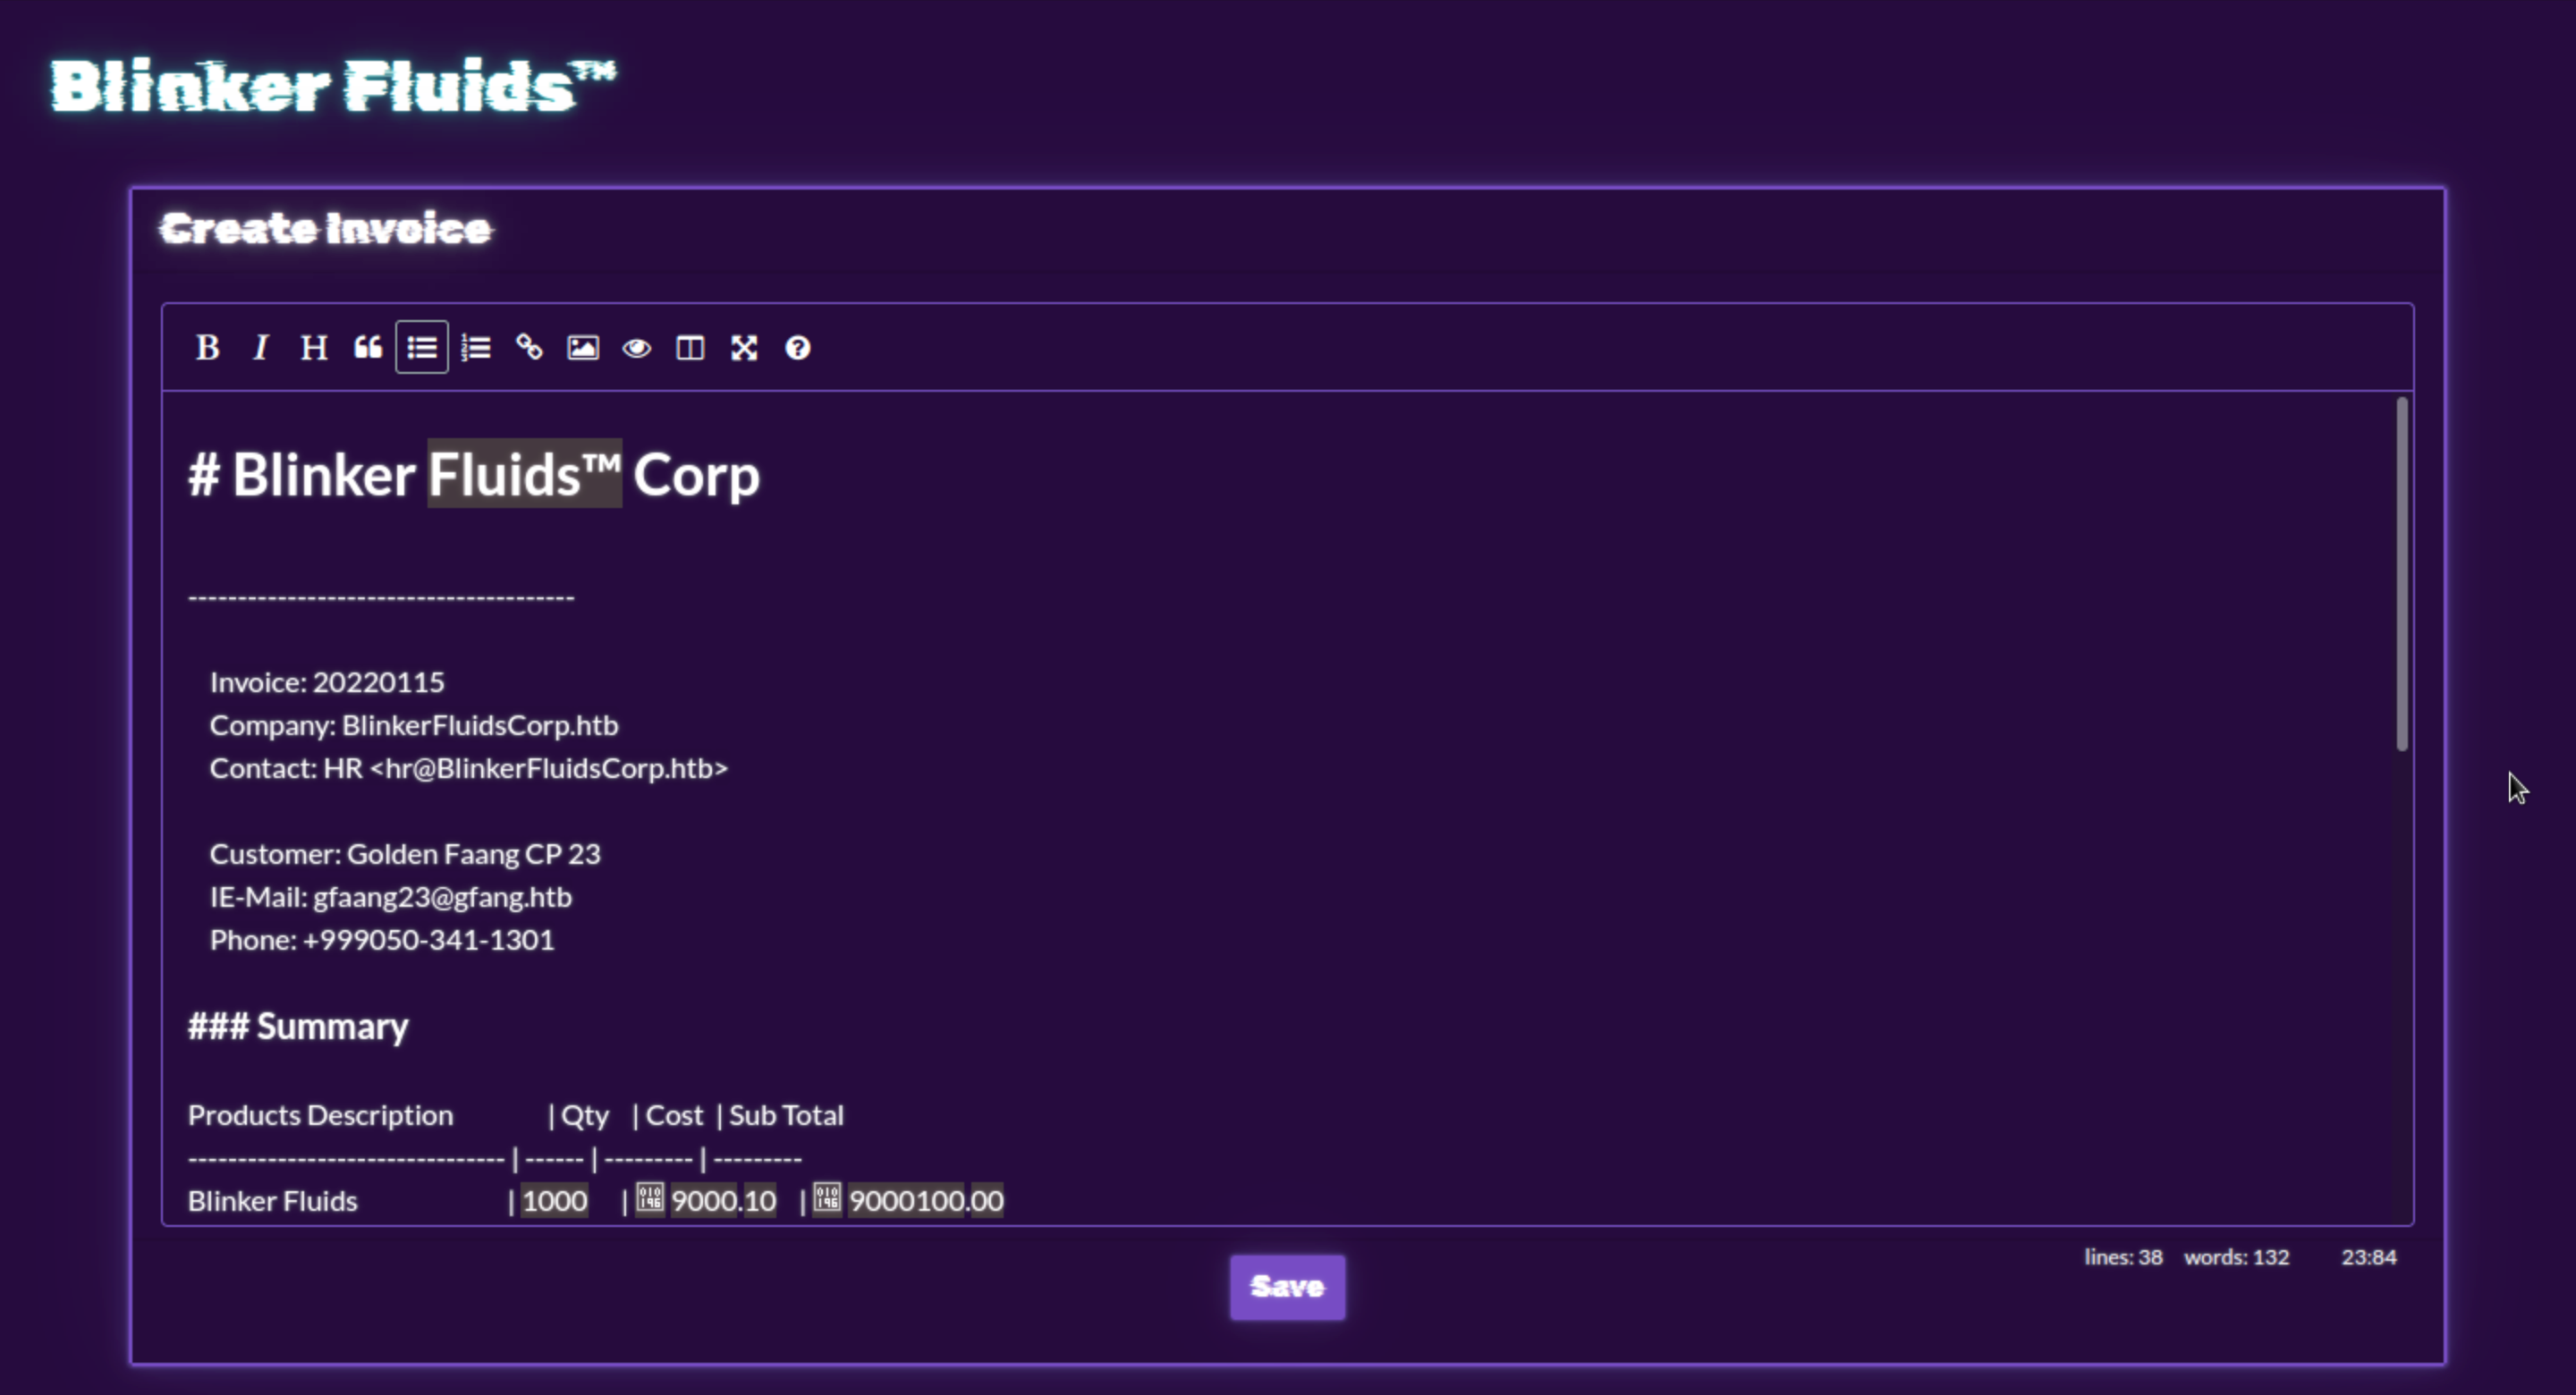 Blinker Fluids™
Create Invoice
# Blinker Fluids™ Corp
---------------------------------------
Invoice: 20220115
Company: BlinkerFluidsCorp.htb
Contact: HR <hr@BlinkerFluidsCorp.htb>
Customer: Golden Faang CP 23
IE-Mail: gfaang23@gfang.htb
Phone: +999050-341-1301
### Summary
Products Description | Qty | Cost | Sub Total
-------------------------------- | ------ | --------- | ---------
Blinker Fluids | 1000 | 9000.10 | 9000100.00
lines: 38 words: 132 23:84
Save